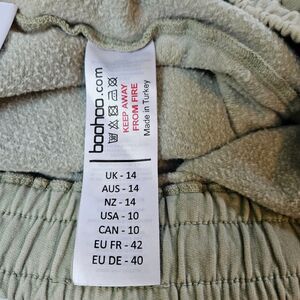 boohoo.com
KEEP AWAY
FROM FIRE
Made in Turkey
UK - 14
AUS - 14
NZ - 14
USA - 10
CAN - 10
EU FR - 42
EU DE - 40